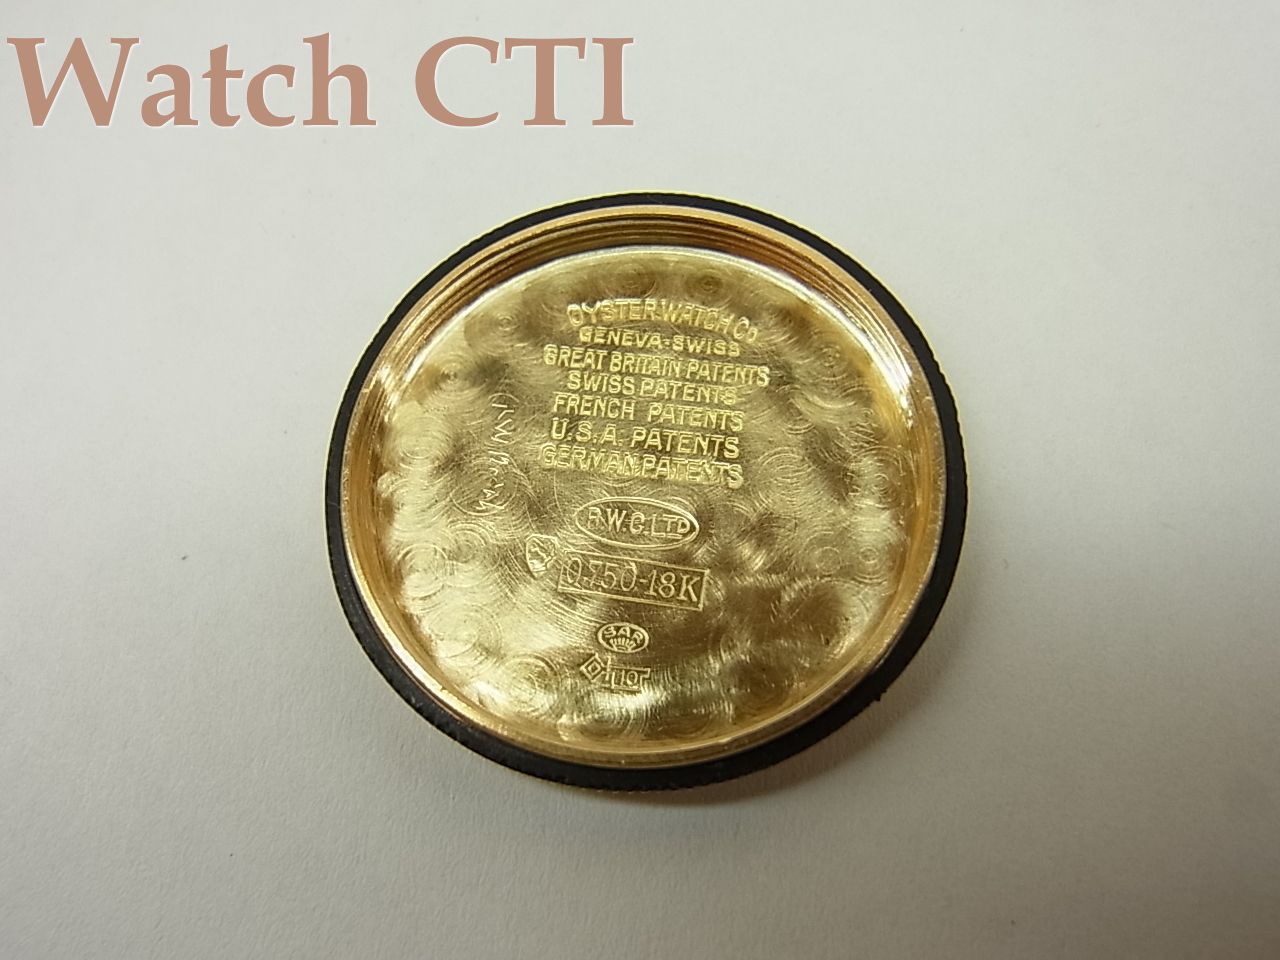 Watch CTI
OYSTER.WATCH Co
GENEVA-SWISS
GREAT BRITAIN PATENTS
SWISS PATENTS
FRENCH PATENTS
U.S.A. PATENTS
GERMAN.PATENTS
R.W.C.LTD
0.750-18K
SAR